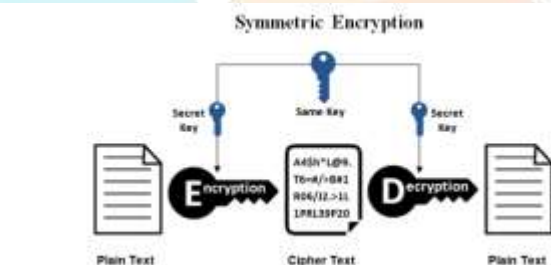 Symmetric Encryption
Secret
Key
Same Key
Secret
Key
Encryption
Decryption
Plain Text
Cipher Text
Plain Text